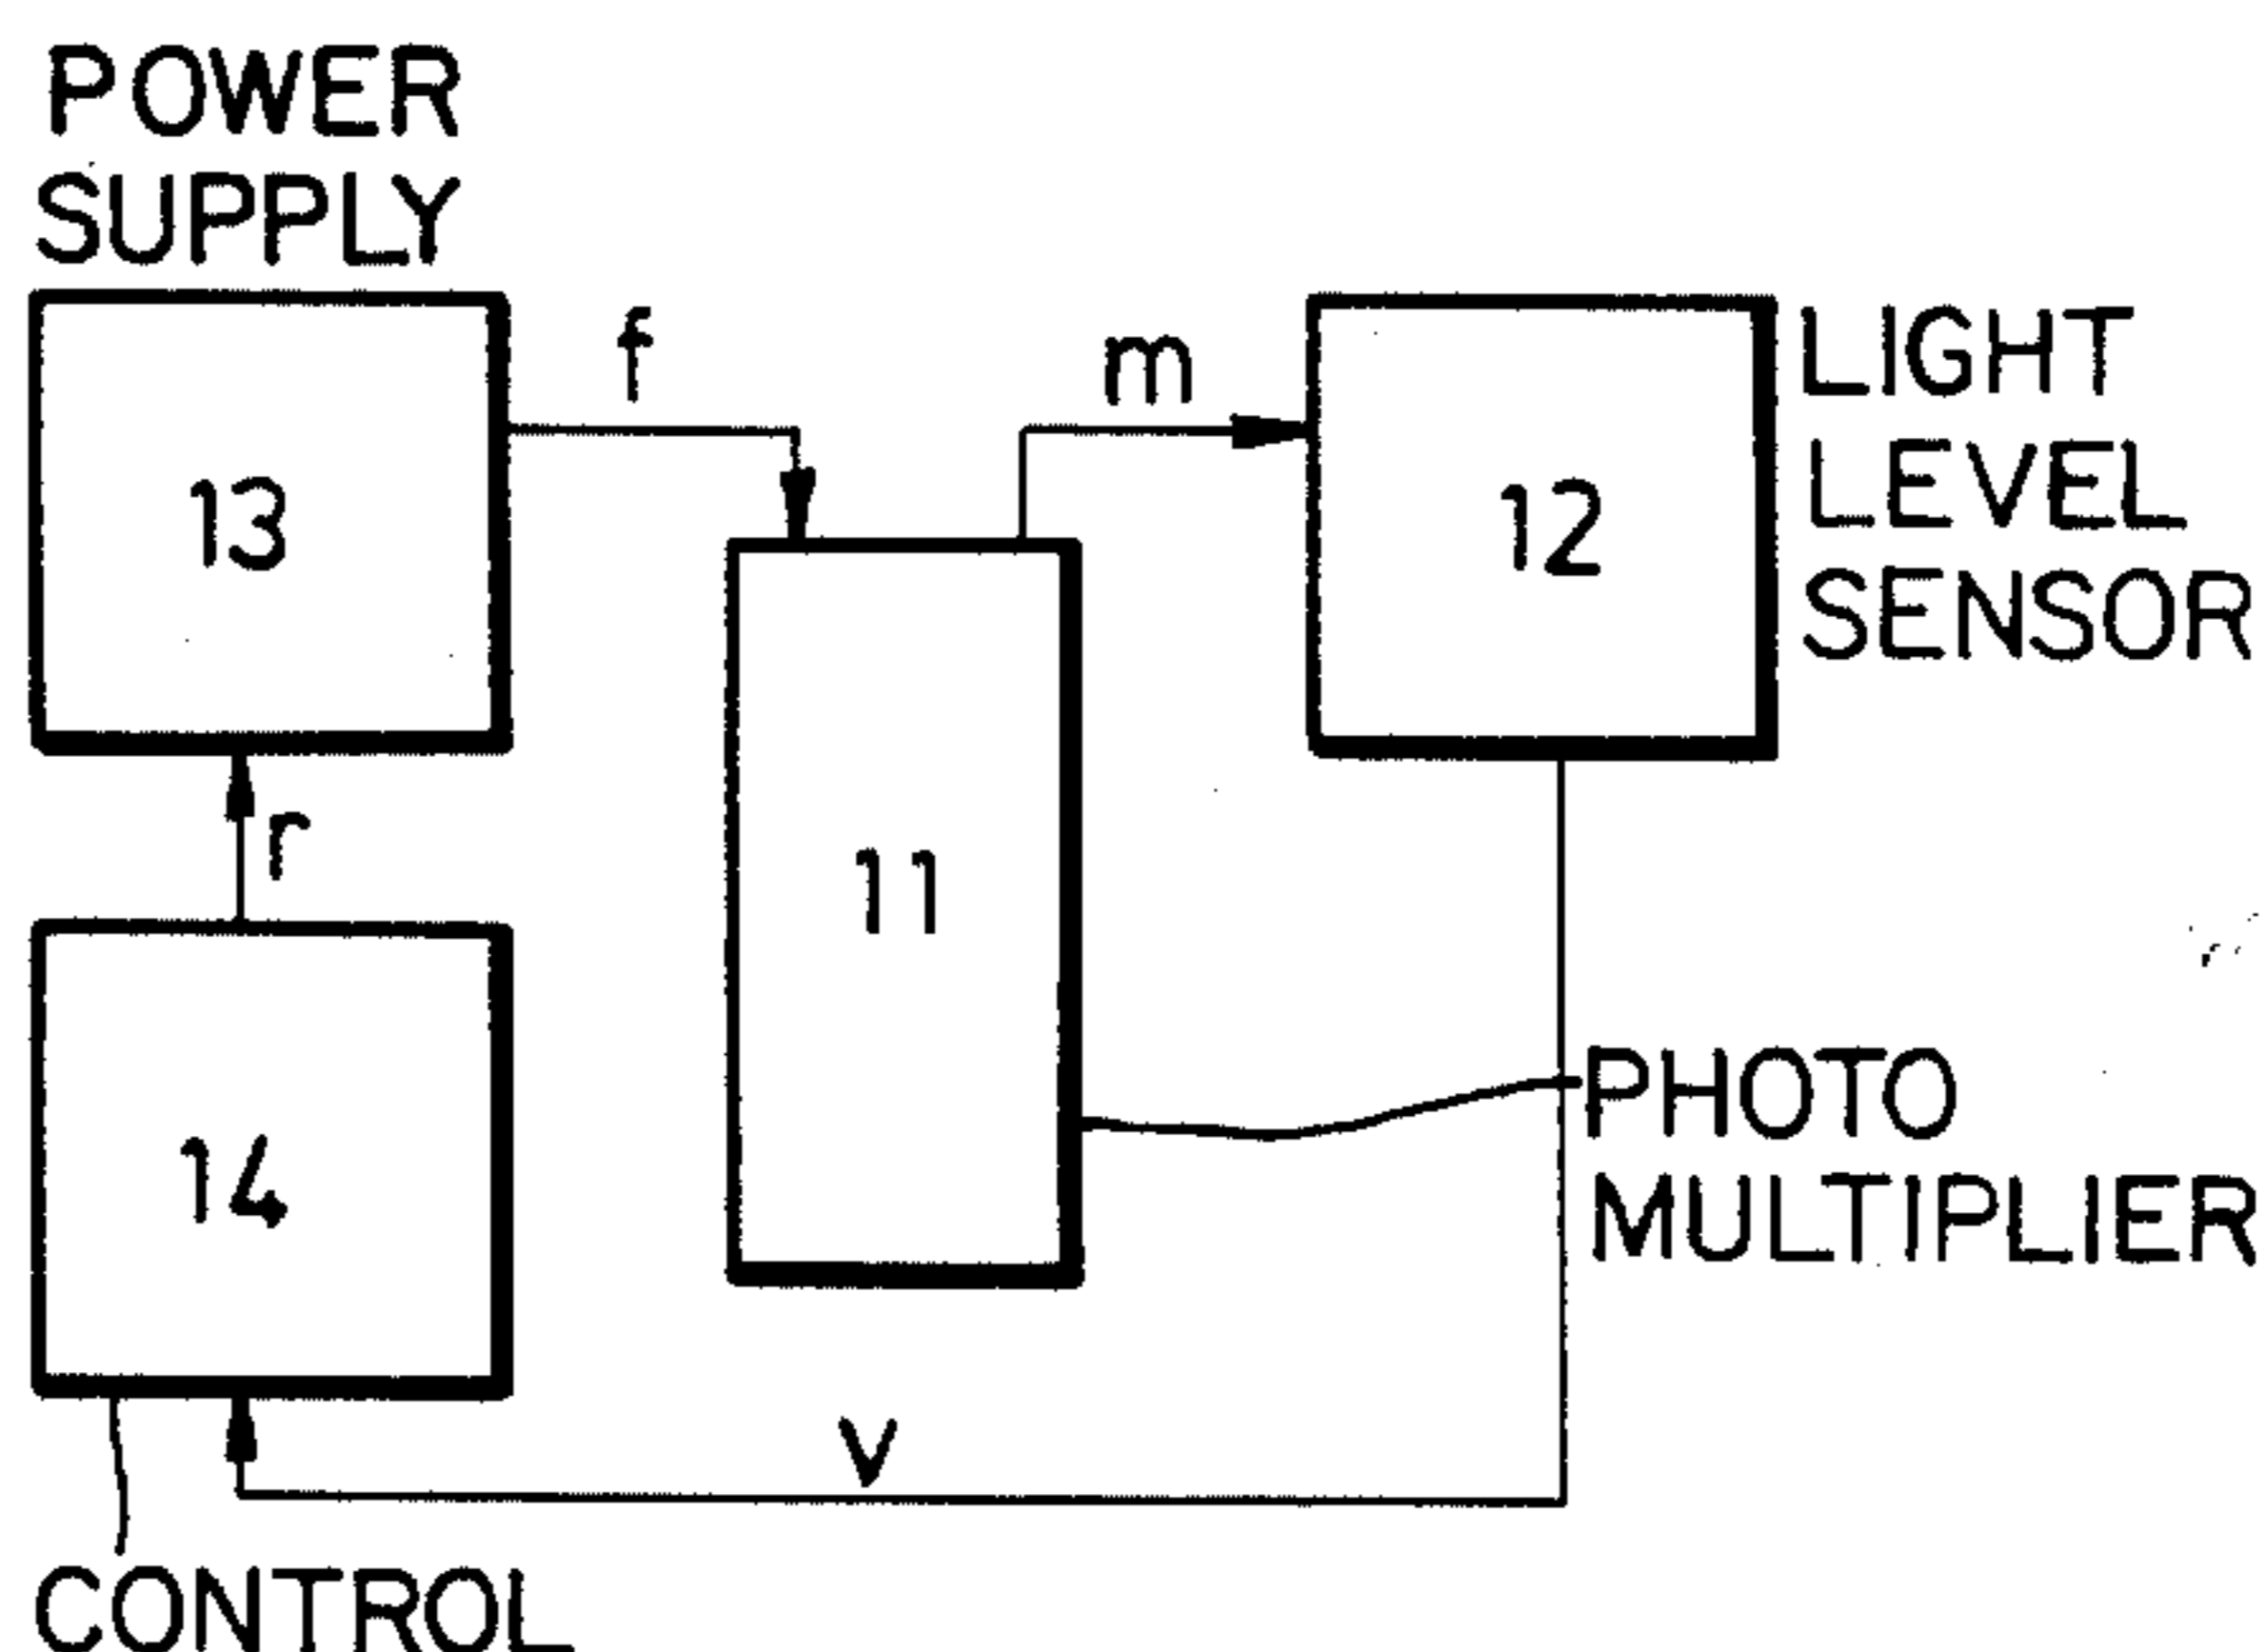 POWER
SUPPLY
f
m
13
12
LIGHT
LEVEL
SENSOR
r
11
14
PHOTO
MULTIPLIER
v
CONTROL